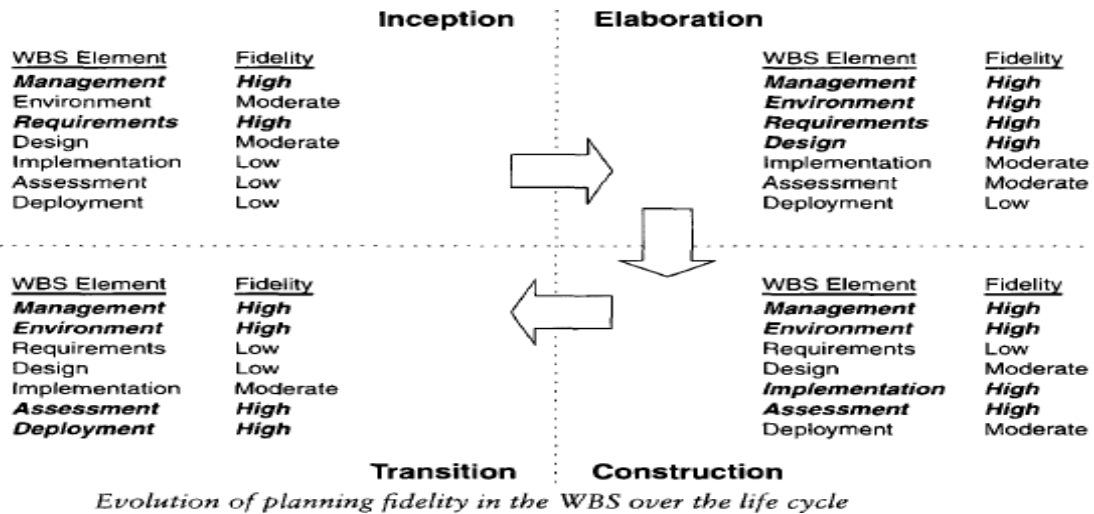 Inception Elaboration
WBS Element Fidelity
Management High
Environment Moderate
Requirements High
Design Moderate
Implementation Low
Assessment Low
Deployment Low
WBS Element Fidelity
Management High
Environment High
Requirements High
Design High
Implementation Moderate
Assessment Moderate
Deployment Low
WBS Element Fidelity
Management High
Environment High
Requirements Low
Design Low
Implementation Moderate
Assessment High
Deployment High
WBS Element Fidelity
Management High
Environment High
Requirements Low
Design Moderate
Implementation High
Assessment High
Deployment Moderate
Transition Construction
Evolution of planning fidelity in the WBS over the life cycle